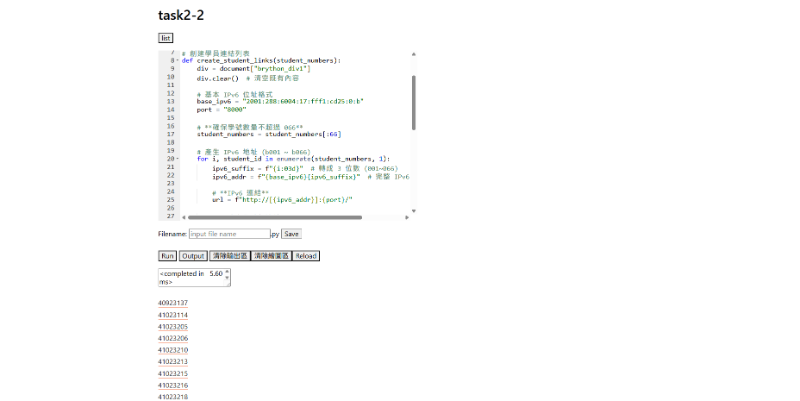 task2-2
list
7 # 創建學員連結列表
8 def create_student_links(student_numbers):
9 div = document["brython_div1"]
10 div.clear() # 清空既有內容
11
12 # 基本 IPv6 位址格式
13 base_ipv6 = "2001:288:6004:17:fff1:cd25:0:b"
14 port = "8000"
15
16 # **確保學號數量不超過 066**
17 student_numbers = student_numbers[:66]
18
19 # 產生 IPv6 地址 (b001 ~ b066)
20 for i, student_id in enumerate(student_numbers, 1):
21 ipv6_suffix = f"{i:03d}" # 轉成 3 位數 (001~066)
22 ipv6_addr = f"{base_ipv6}{ipv6_suffix}" # 完整 IPv6
23
24 # **IPv6 連結**
25 url = f"http://[{ipv6_addr}]:{port}/"
26
27
Filename: input file name .py Save
Run Output 清除輸出區 清除繪圖區 Reload
<completed in 5.60
ms>
40923137
41023114
41023205
41023206
41023210
41023213
41023215
41023216
41023218